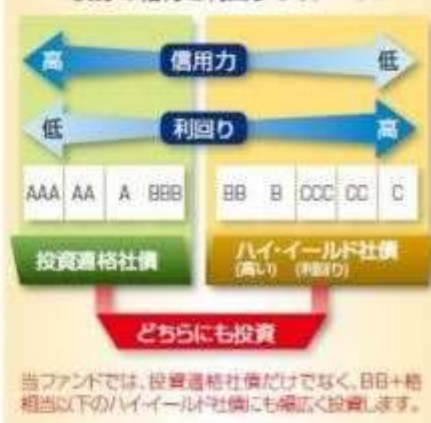 高 信用力 低
低 利回り 高
AAA AA A BBB BB B CCC CC C
投資適格社債 ハイ・イールド社債
(高い) (利回り)
どちらにも投資
当ファンドでは、投資適格社債だけでなく、BB+格
相当以下のハイ・イールド社債にも幅広く投資します。